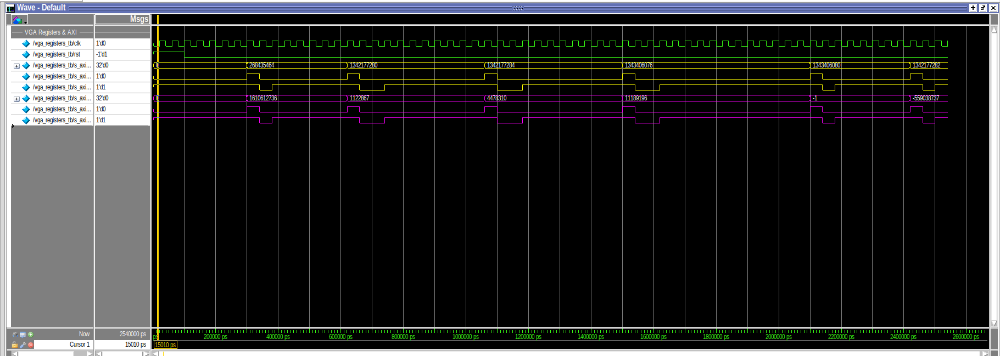 Wave - Default
Msgs
VGA Registers & AXI
/vga_registers_tb/clk 1'd0
/vga_registers_tb/rst -1'd1
/vga_registers_tb/s_axi... 32'd0 0 268435464 1342177280 1342177284 1343406076 1343406080 1342177282
/vga_registers_tb/s_axi... 1'd0
/vga_registers_tb/s_axi... 1'd1
/vga_registers_tb/s_axi... 32'd0 0 1610612736 1122867 4478310 11189196 -1 -559038737
/vga_registers_tb/s_axi... 1'd0
/vga_registers_tb/s_axi... 1'd1
Now 2540000 ps ps 200000 ps 400000 ps 600000 ps 800000 ps 1000000 ps 1200000 ps 1400000 ps 1600000 ps 1800000 ps 2000000 ps 2200000 ps 2400000 ps 2600000 ps
Cursor 1 15010 ps 15010 ps